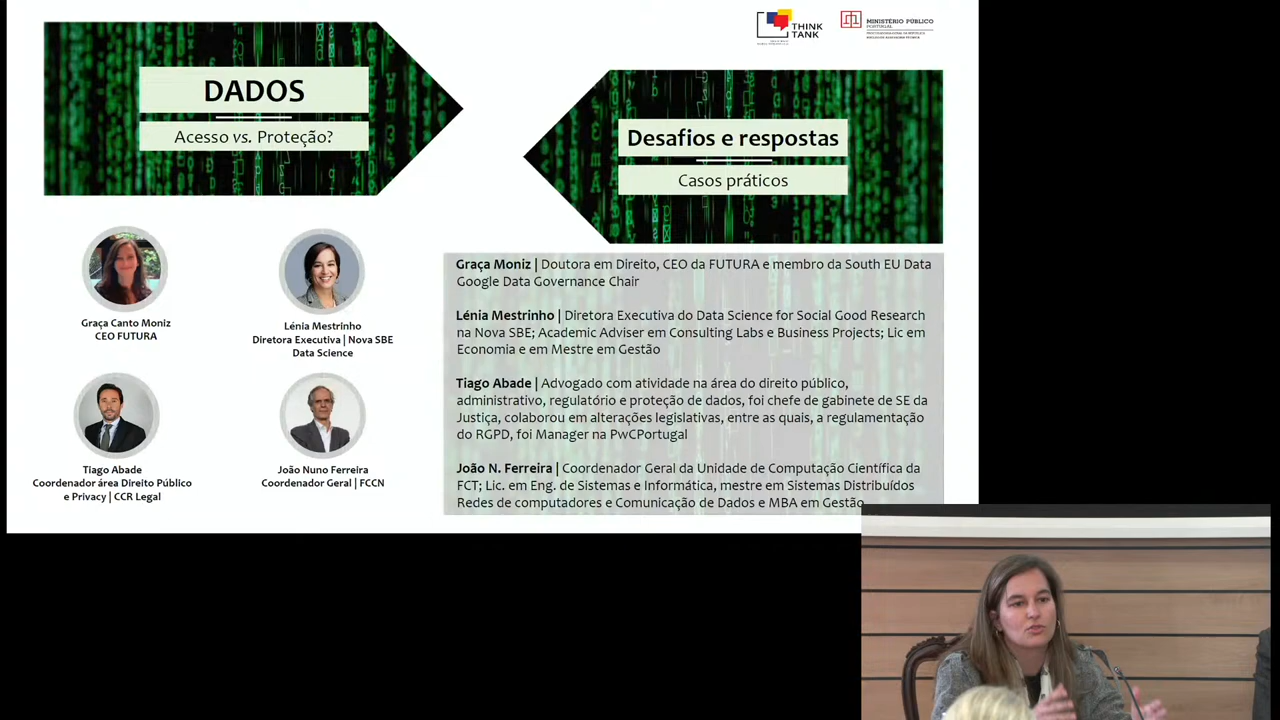 THINK
TANK
MINISTÉRIO PÚBLICO
PORTUGAL
DADOS
Acesso vs. Proteção?
Desafios e respostas
Casos práticos
Graça Canto Moniz
CEO FUTURA
Lénia Mestrinho
Diretora Executiva | Nova SBE
Data Science
Tiago Abade
Coordenador área Direito Público
e Privacy | CCR Legal
João Nuno Ferreira
Coordenador Geral | FCCN
Graça Moniz | Doutora em Direito, CEO da FUTURA e membro da South EU Data
Google Data Governance Chair
Lénia Mestrinho | Diretora Executiva do Data Science for Social Good Research
na Nova SBE; Academic Adviser em Consulting Labs e Business Projects; Lic em
Economia e em Mestre em Gestão
Tiago Abade | Advogado com atividade na área do direito público,
administrativo, regulatório e proteção de dados, foi chefe de gabinete de SE da
Justiça, colaborou em alterações legislativas, entre as quais, a regulamentação
do RGPD, foi Manager na PwCPortugal
João N. Ferreira | Coordenador Geral da Unidade de Computação Científica da
FCT; Lic. em Eng. de Sistemas e Informática, mestre em Sistemas Distribuídos
Redes de computadores e Comunicação de Dados e MBA em Gestão